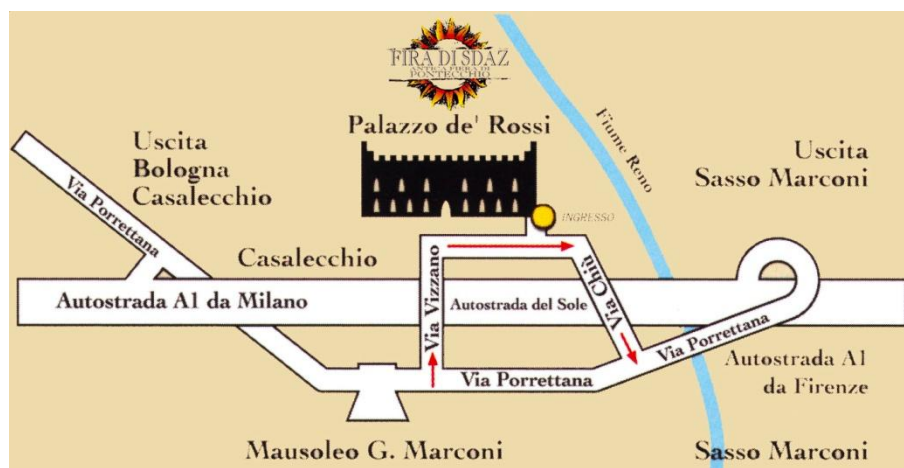 FIRA DI SDAZ
ANTICA FIERA DI
PONTECCHIO
Palazzo de' Rossi
Uscita
Bologna
Casalecchio
Via Porrettana
Fiume Reno
Uscita
Sasso Marconi
INGRESSO
Casalecchio
Via Vizzano
Via Chiù
Autostrada A1 da Milano
Autostrada del Sole
Via Porrettana
Via Porrettana
Autostrada A1
da Firenze
Mausoleo G. Marconi
Sasso Marconi